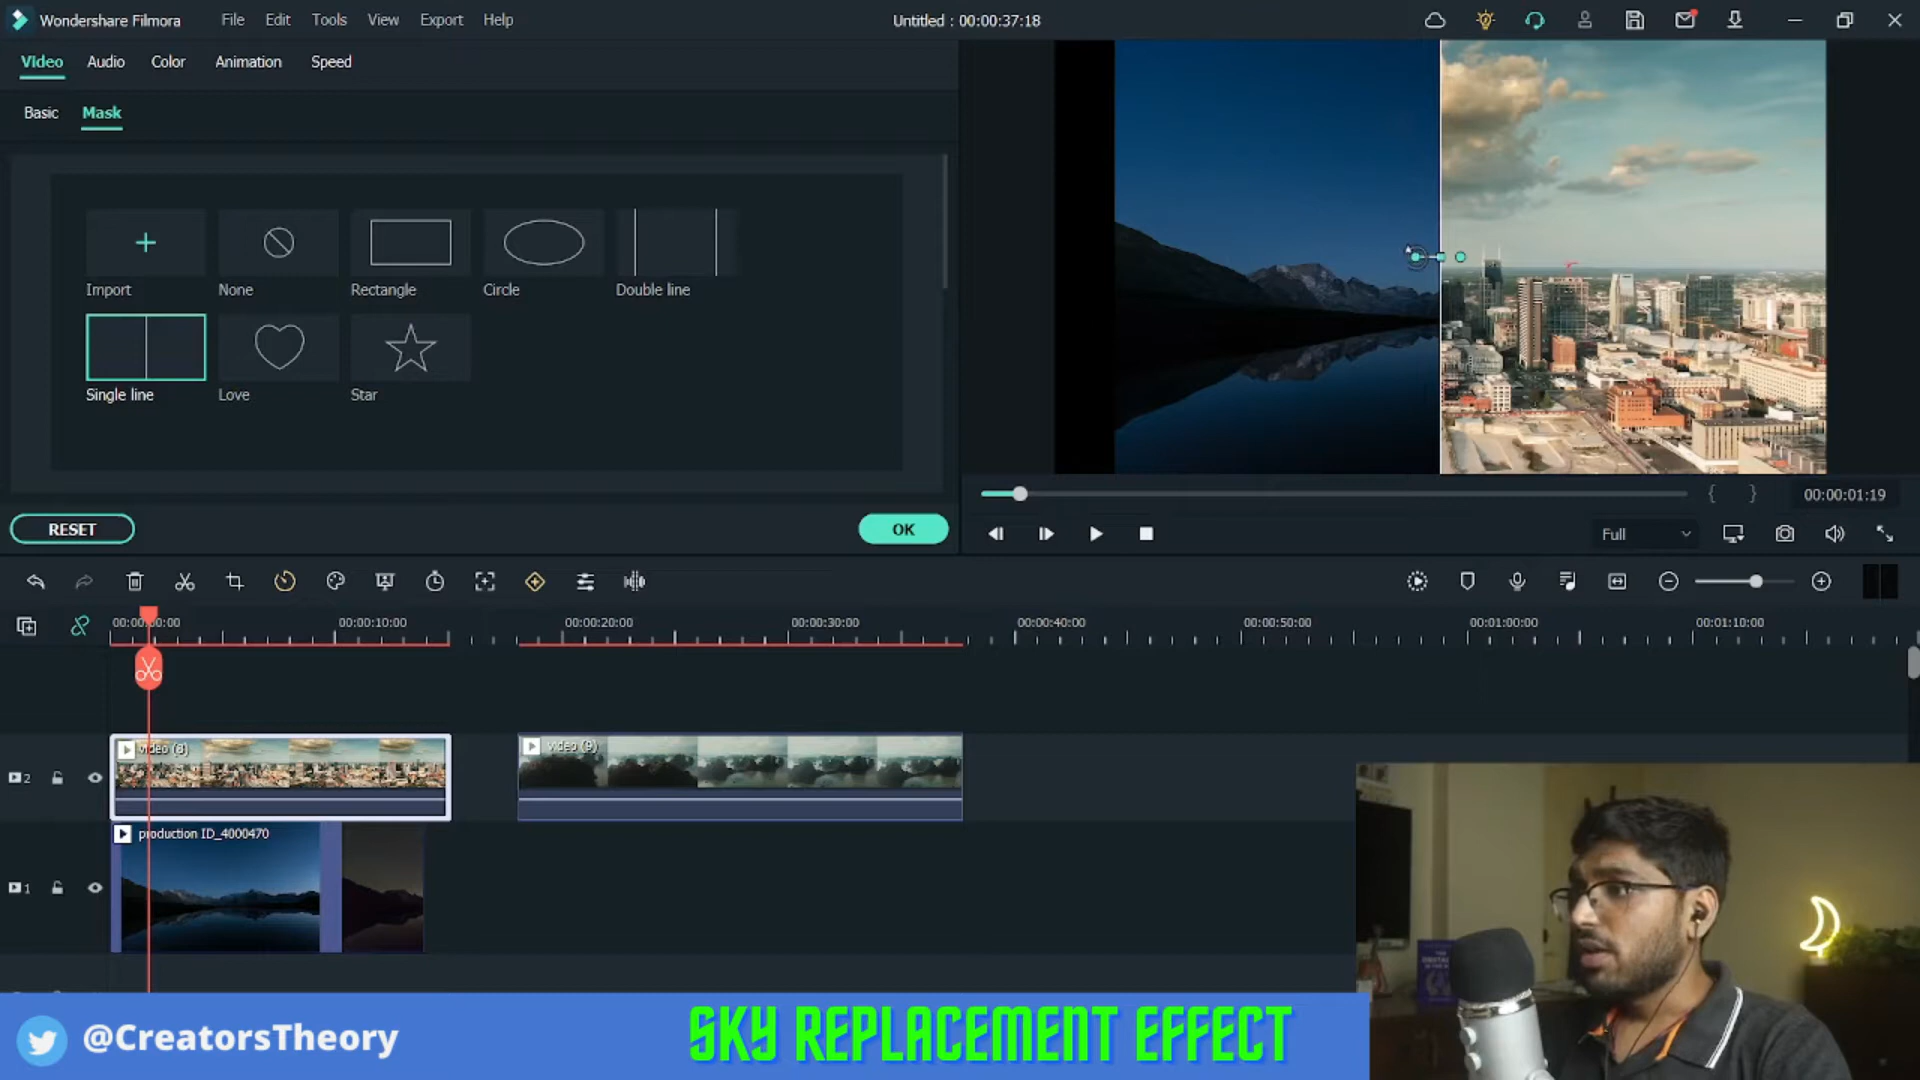 Wondershare Filmora File Edit Tools View Export Help Untitled : 00:00:37:18
Video Audio Color Animation Speed
Basic Mask
Import None Rectangle Circle Double line
Single line Love Star
RESET OK
00:00:01:19
Full
00:00:00:00 00:00:10:00 00:00:20:00 00:00:30:00 00:00:40:00 00:00:50:00 00:01:00:00 00:01:10:00
video (8) video (9)
2
production ID_4000470
1
@CreatorsTheory SKY REPLACEMENT EFFECT